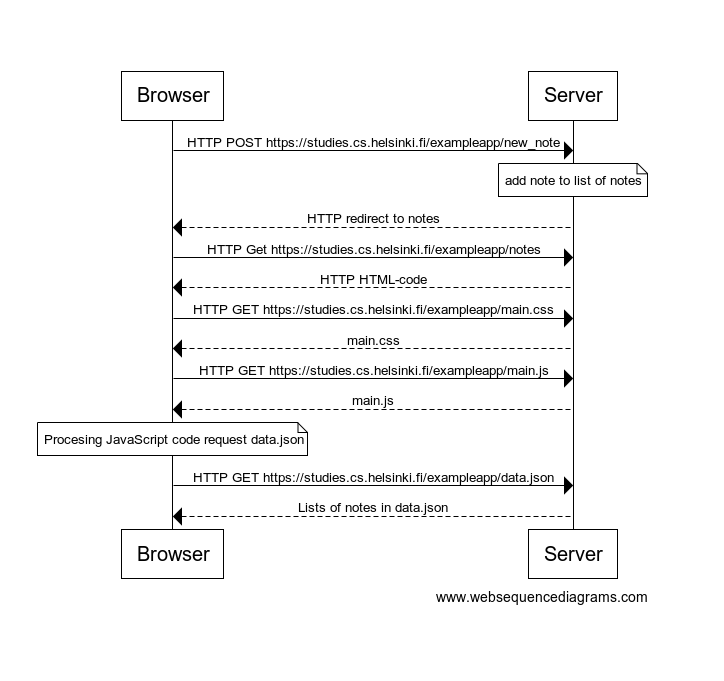 Browser
Server
HTTP POST https://studies.cs.helsinki.fi/exampleapp/new_note
add note to list of notes
HTTP redirect to notes
HTTP Get https://studies.cs.helsinki.fi/exampleapp/notes
HTTP HTML-code
HTTP GET https://studies.cs.helsinki.fi/exampleapp/main.css
main.css
HTTP GET https://studies.cs.helsinki.fi/exampleapp/main.js
main.js
Procesing JavaScript code request data.json
HTTP GET https://studies.cs.helsinki.fi/exampleapp/data.json
Lists of notes in data.json
Browser
Server
www.websequencediagrams.com